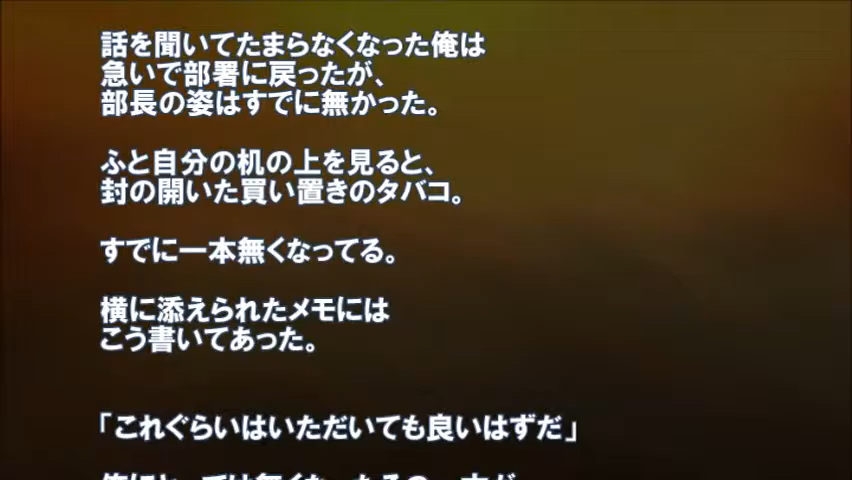 話を聞いてたまらなくなった俺は
急いで部署に戻ったが、
部長の姿はすでに無かった。
ふと自分の机の上を見ると、
封の開いた買い置きのタバコ。
すでに一本無くなってる。
横に添えられたメモには
こう書いてあった。
「これぐらいはいただいても良いはずだ」